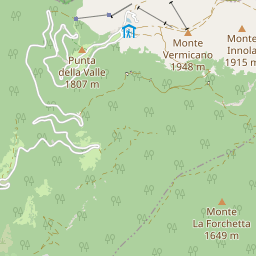 Punta
della Valle
1807 m
Monte
Vermicano
1948 m
Monte
Innola
1915 m
Monte
La Forchetta
1649 m